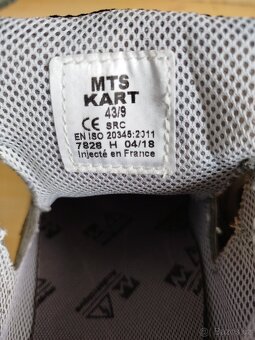 MTS
KART
43/9
CE SRC
EN ISO 20345:2011
7828 H 04/18
Injecté en France